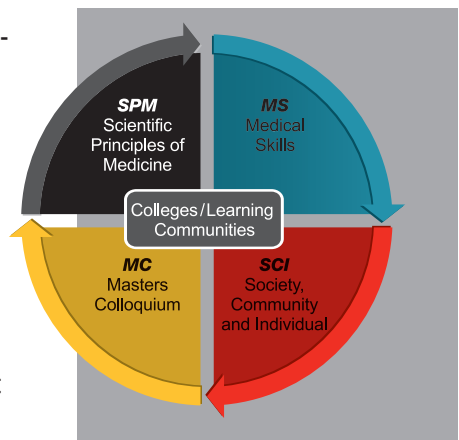 SPM
Scientific
Principles of
Medicine
MS
Medical
Skills
Colleges/Learning
Communities
MC
Masters
Colloquium
SCI
Society,
Community
and Individual